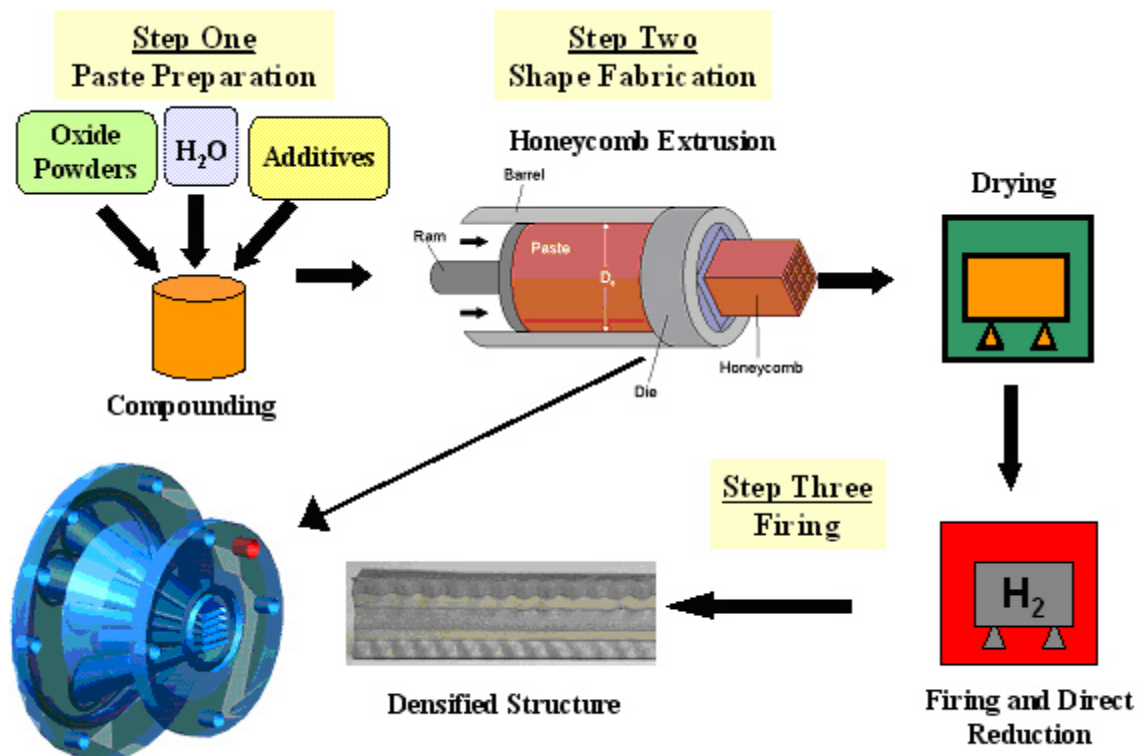 Step One
Paste Preparation
Oxide
Powders
H₂O
Additives
Compounding
Step Two
Shape Fabrication
Honeycomb Extrusion
Barrel
Ram
Paste
Die
Honeycomb
Drying
Step Three
Firing
H₂
Firing and Direct
Reduction
Densified Structure